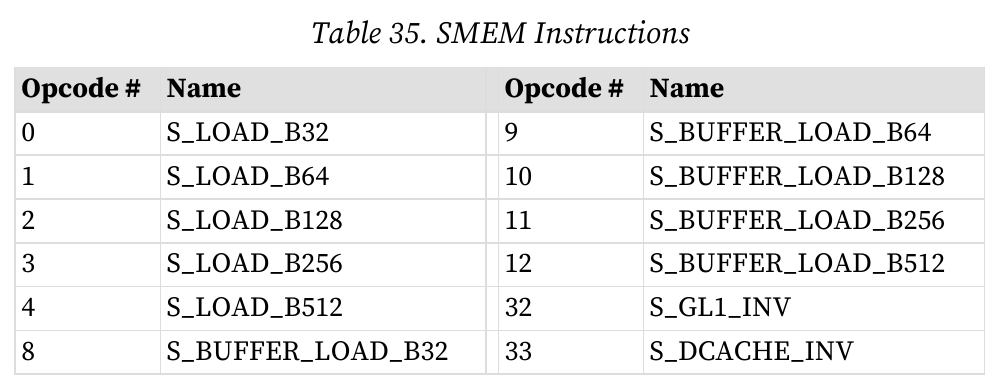 Table 35. SMEM Instructions
Opcode # Name Opcode # Name
0 S_LOAD_B32 9 S_BUFFER_LOAD_B64
1 S_LOAD_B64 10 S_BUFFER_LOAD_B128
2 S_LOAD_B128 11 S_BUFFER_LOAD_B256
3 S_LOAD_B256 12 S_BUFFER_LOAD_B512
4 S_LOAD_B512 32 S_GL1_INV
8 S_BUFFER_LOAD_B32 33 S_DCACHE_INV